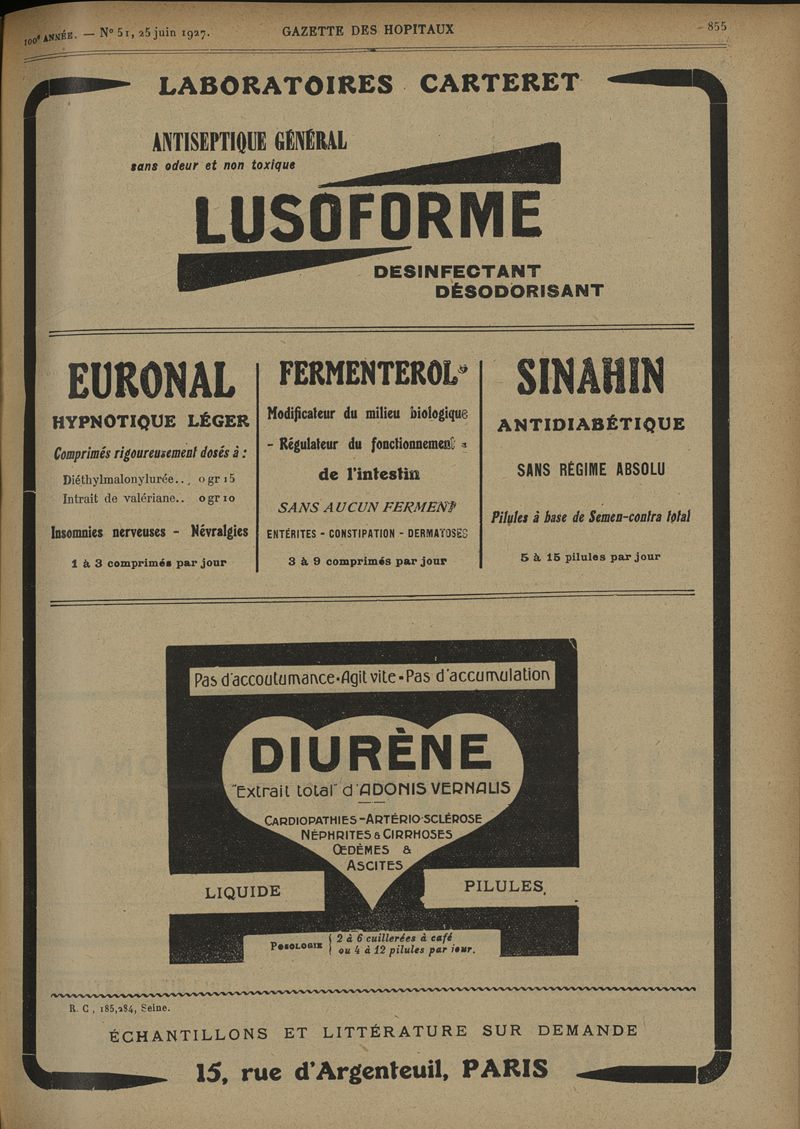 100e ANNÉE. — No 51, 25 juin 1927.
GAZETTE DES HOPITAUX
- 855
LABORATOIRES CARTERET
ANTISEPTIQUE GÉNÉRAL
sans odeur et non toxique
LUSOFORME
DESINFECTANT
DÉSODORISANT
EURONAL
HYPNOTIQUE LÉGER
Comprimés rigoureusement dosés à :
Diéthylmalonylurée... 0 gr 15
Intrait de valériane.. 0 gr 10
Insomnies nerveuses - Névralgies
1 à 3 comprimés par jour
FERMENTEROL
Modificateur du milieu biologique
- Régulateur du fonctionnement
de l'intestin
SANS AUCUN FERMENT
ENTÉRITES - CONSTIPATION - DERMATOSES
3 à 9 comprimés par jour
SINAHIN
ANTIDIABÉTIQUE
SANS RÉGIME ABSOLU
Pilules à base de Semen-contra total
5 à 15 pilules par jour
Pas d'accoutumance•Agit vite•Pas d'accumulation
DIURÈNE
"Extrait total" d'ADONIS VERNALIS
CARDIOPATHIES-ARTÉRIO-SCLÉROSE
NÉPHRITES & CIRRHOSES
ŒDÈMES &
ASCITES
LIQUIDE
PILULES.
POSOLOGIE { 2 à 6 cuillerées à café
ou 4 à 12 pilules par jour.
R. C, 185,284, Seine.
ÉCHANTILLONS ET LITTÉRATURE SUR DEMANDE
15, rue d'Argenteuil, PARIS